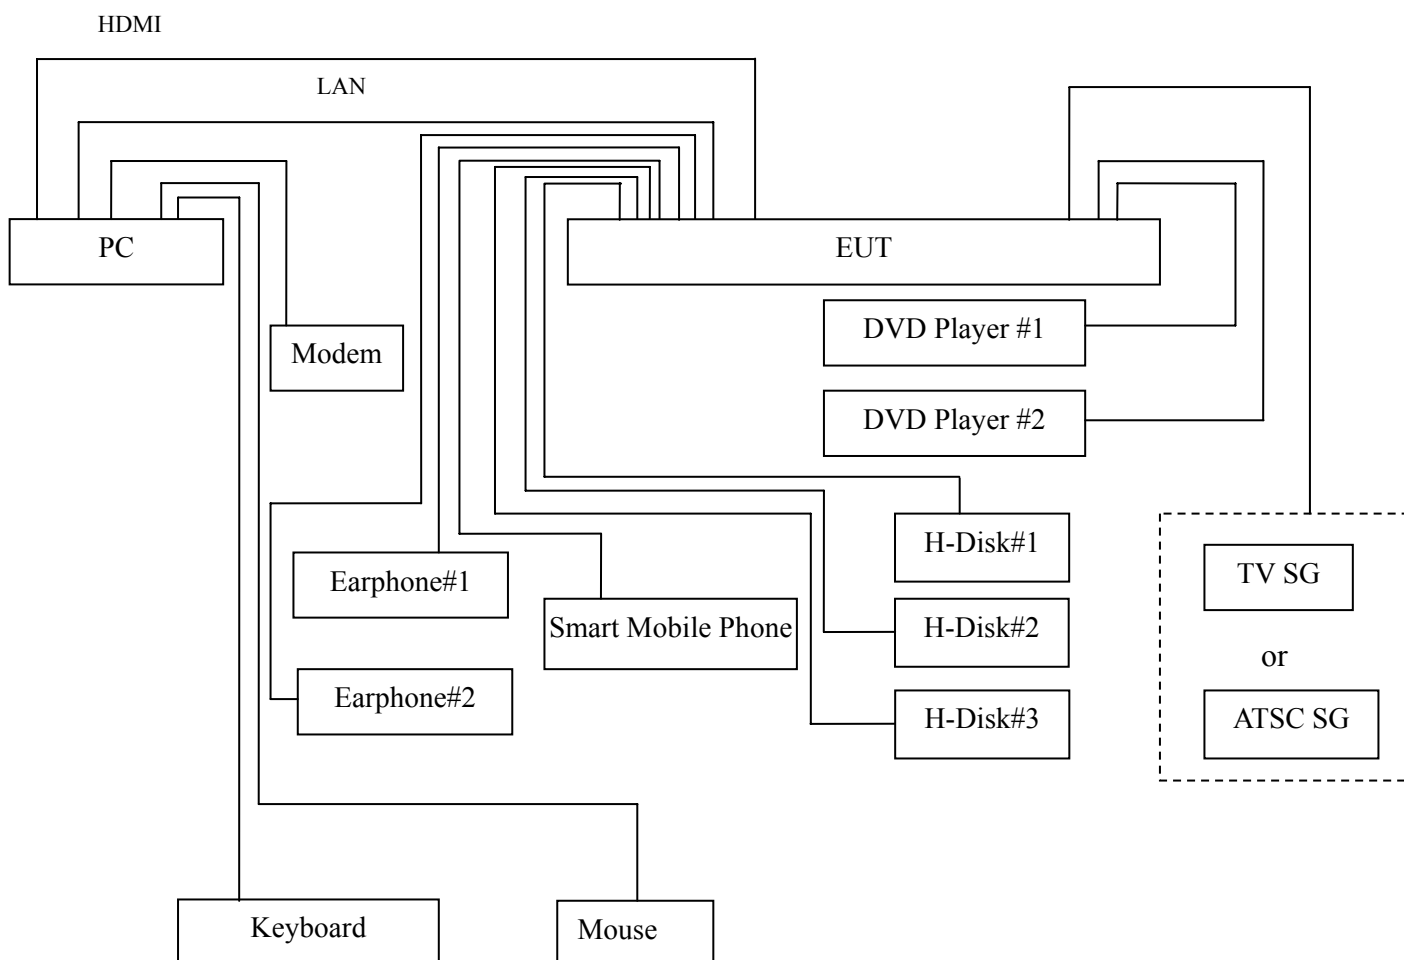 HDMI
LAN
PC
EUT
DVD Player #1
Modem
DVD Player #2
H-Disk#1
TV SG
Earphone#1
Smart Mobile Phone
H-Disk#2
or
Earphone#2
H-Disk#3
ATSC SG
Keyboard
Mouse